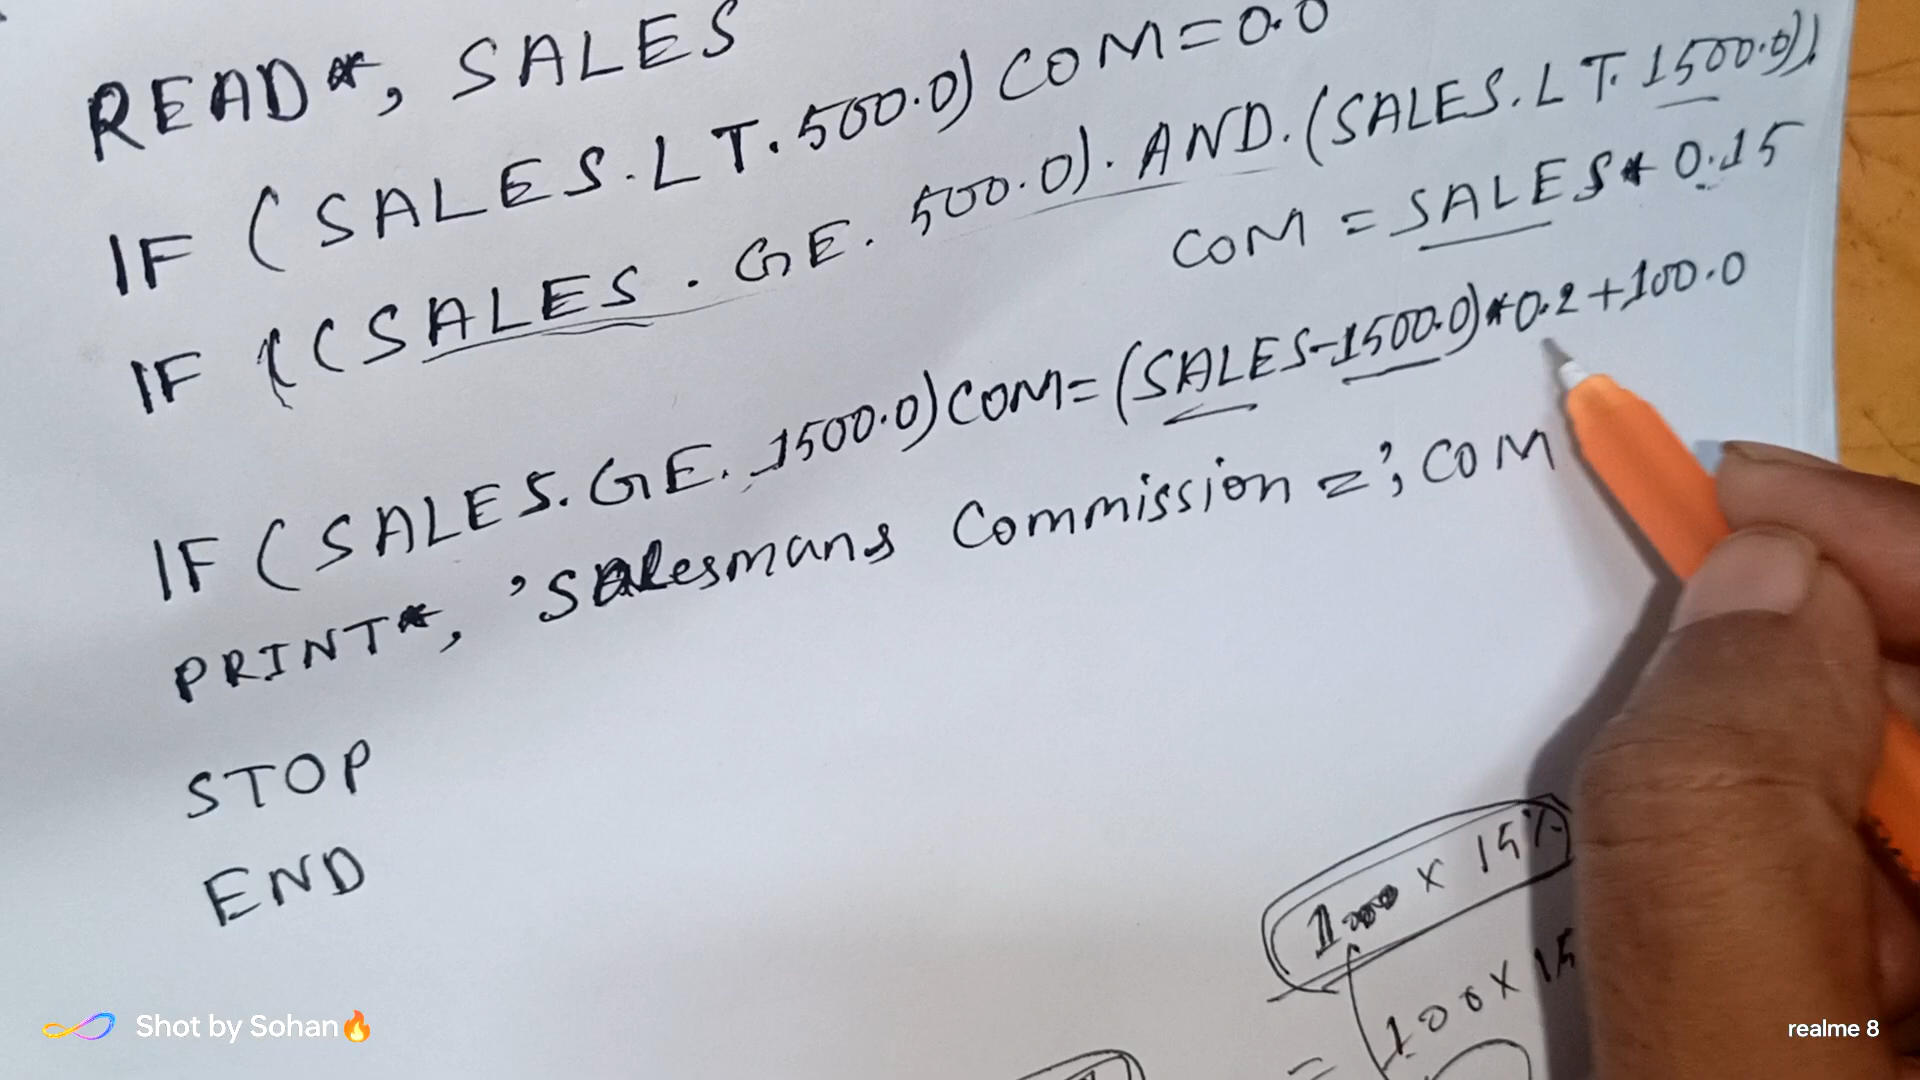 READ*, SALES
IF (SALES.LT.500.0) COM=0.0
IF ((SALES.GE.500.0).AND.(SALES.LT.1500.0))
COM = SALES*0.15
IF (SALES.GE.1500.0)COM=(SALES-1500.0)*0.2+100.0
PRINT*, 'Salesmans Commission =', COM
STOP
END
1000 x 15%
= 100 x 15
Shot by Sohan🔥
realme 8